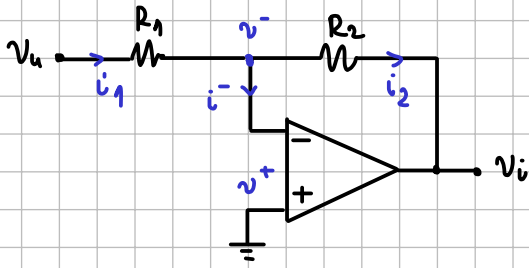 R₁
v⁻
R₂
vᵤ
i₁
i⁻
i₂
−
v⁺
+
vᵢ